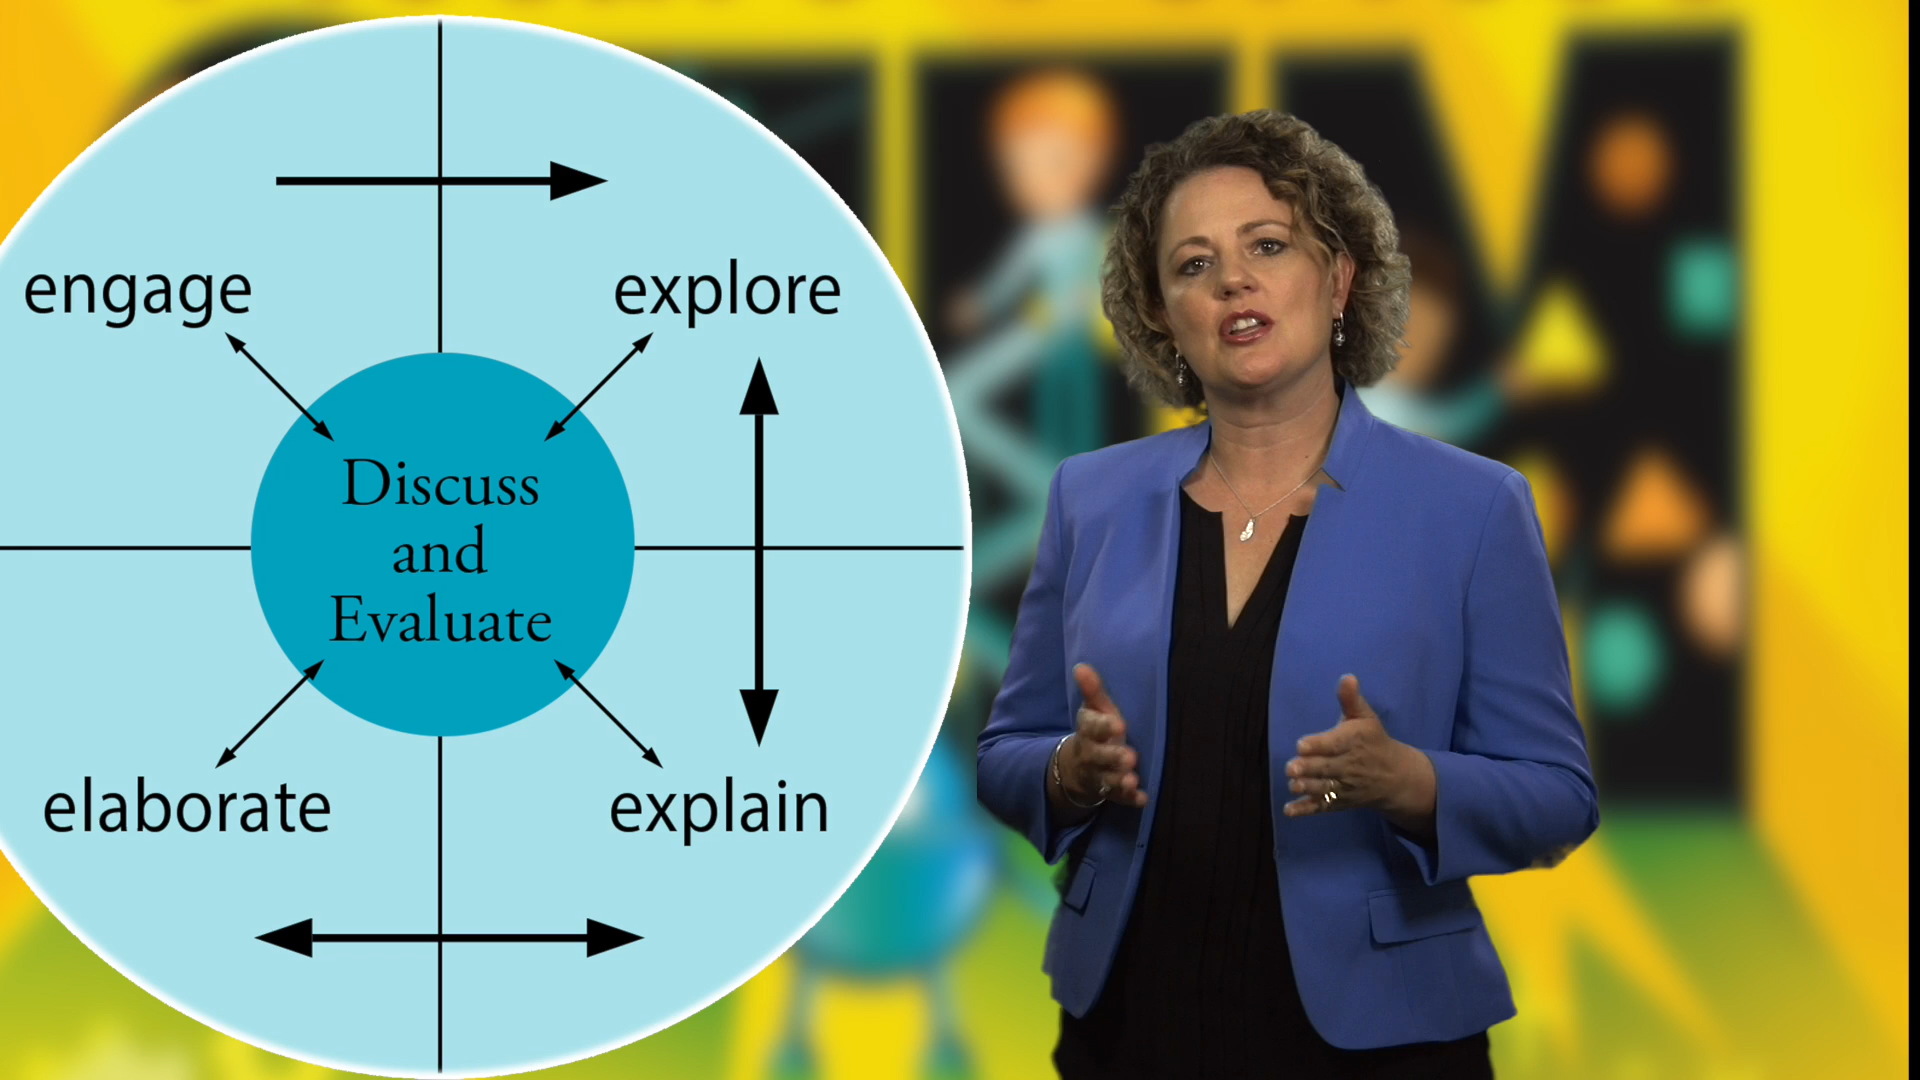 engage
explore
Discuss
and
Evaluate
elaborate
explain